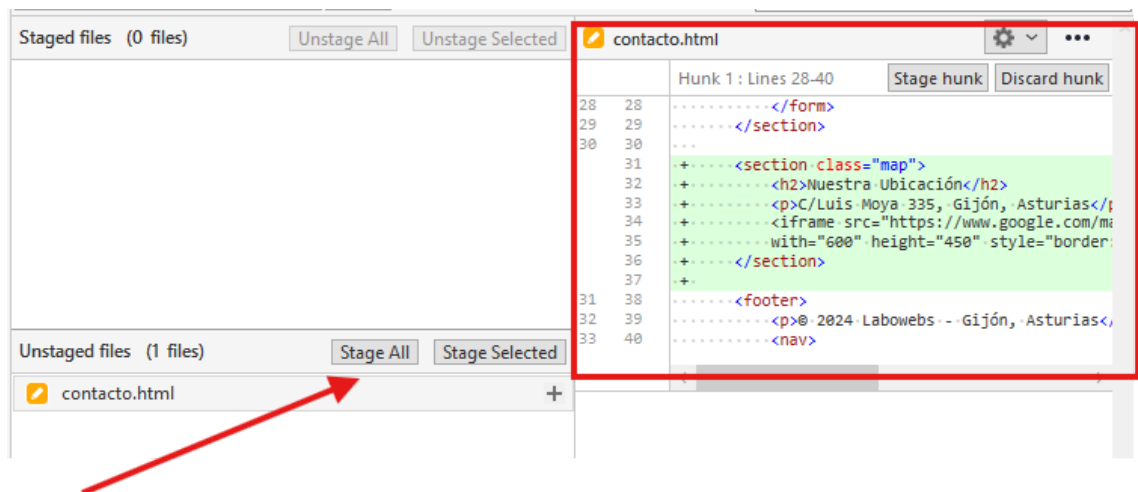 Staged files (0 files) Unstage All Unstage Selected
contacto.html
Hunk 1 : Lines 28-40 Stage hunk Discard hunk
28 28 </form>
29 29 </section>
30 30
31 + <section class="map">
32 + <h2>Nuestra Ubicación</h2>
33 + <p>C/Luis Moya 335, Gijón, Asturias</p
34 + <iframe src="https://www.google.com/ma
35 + with="600" height="450" style="border:
36 + </section>
37 +
31 38 <footer>
32 39 <p>© 2024 Labowebs - Gijón, Asturias</
33 40 <nav>
Unstaged files (1 files) Stage All Stage Selected
contacto.html +